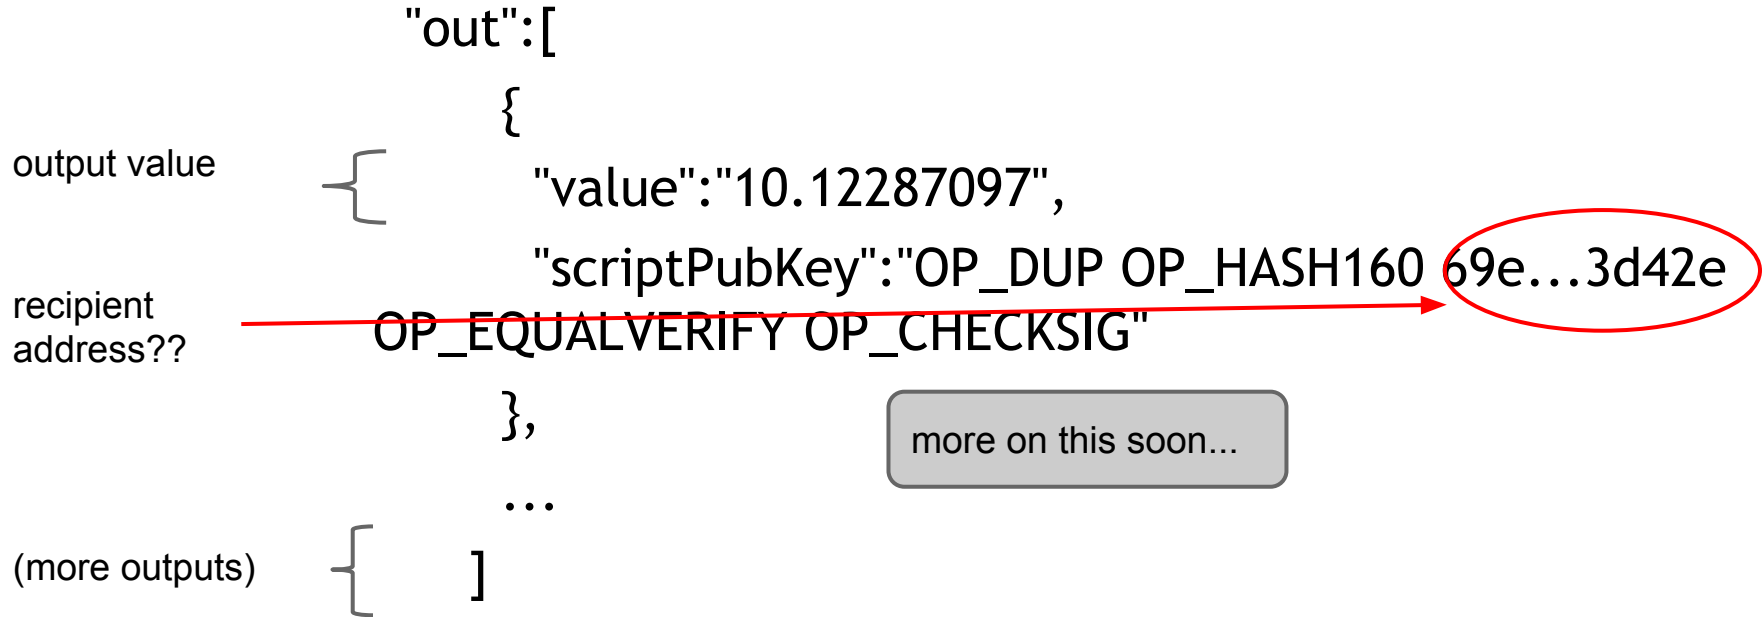 "out":[
{
output value
"value":"10.12287097",
"scriptPubKey":"OP_DUP OP_HASH160 69e...3d42e
recipient
address??
OP_EQUALVERIFY OP_CHECKSIG"
},
more on this soon...
...
(more outputs)
]